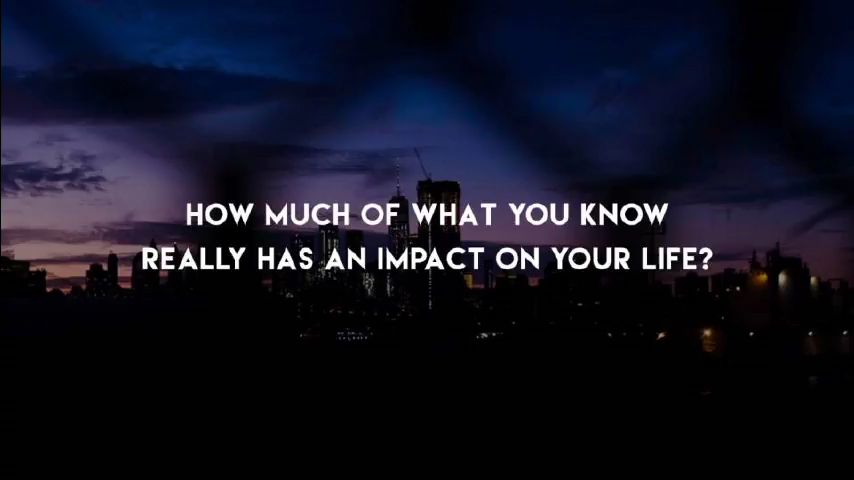 HOW MUCH OF WHAT YOU KNOW
REALLY HAS AN IMPACT ON YOUR LIFE?